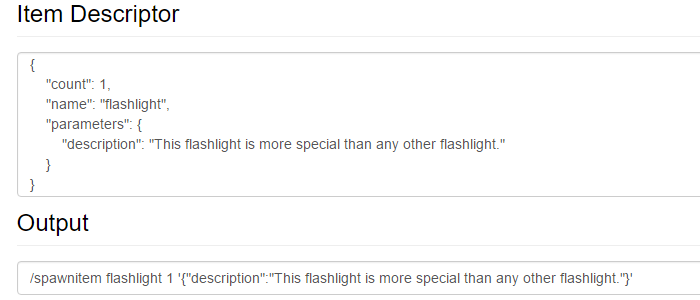 Item Descriptor
{
"count": 1,
"name": "flashlight",
"parameters": {
"description": "This flashlight is more special than any other flashlight."
}
}
Output
/spawnitem flashlight 1 '{"description":"This flashlight is more special than any other flashlight."}'